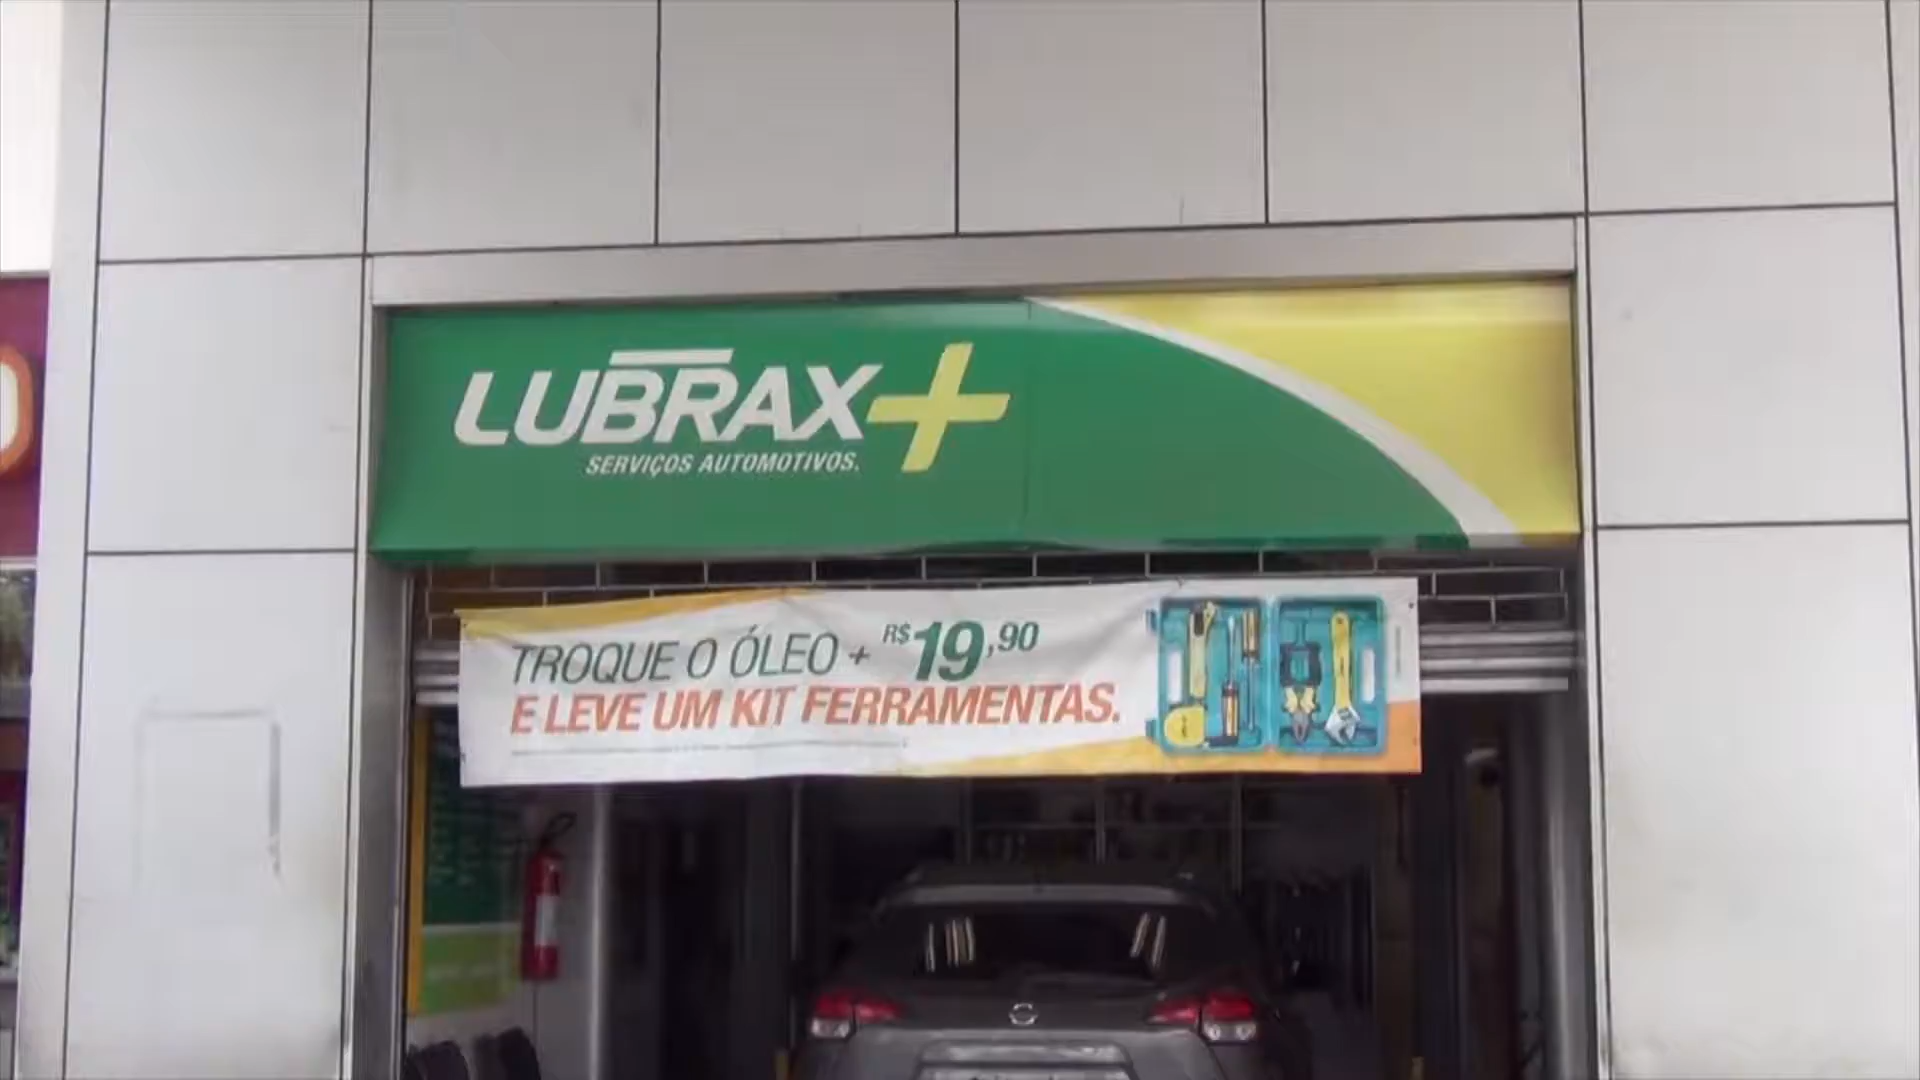 LUBRAX+
SERVIÇOS AUTOMOTIVOS.
TROQUE O ÓLEO + R$19,90
E LEVE UM KIT FERRAMENTAS.